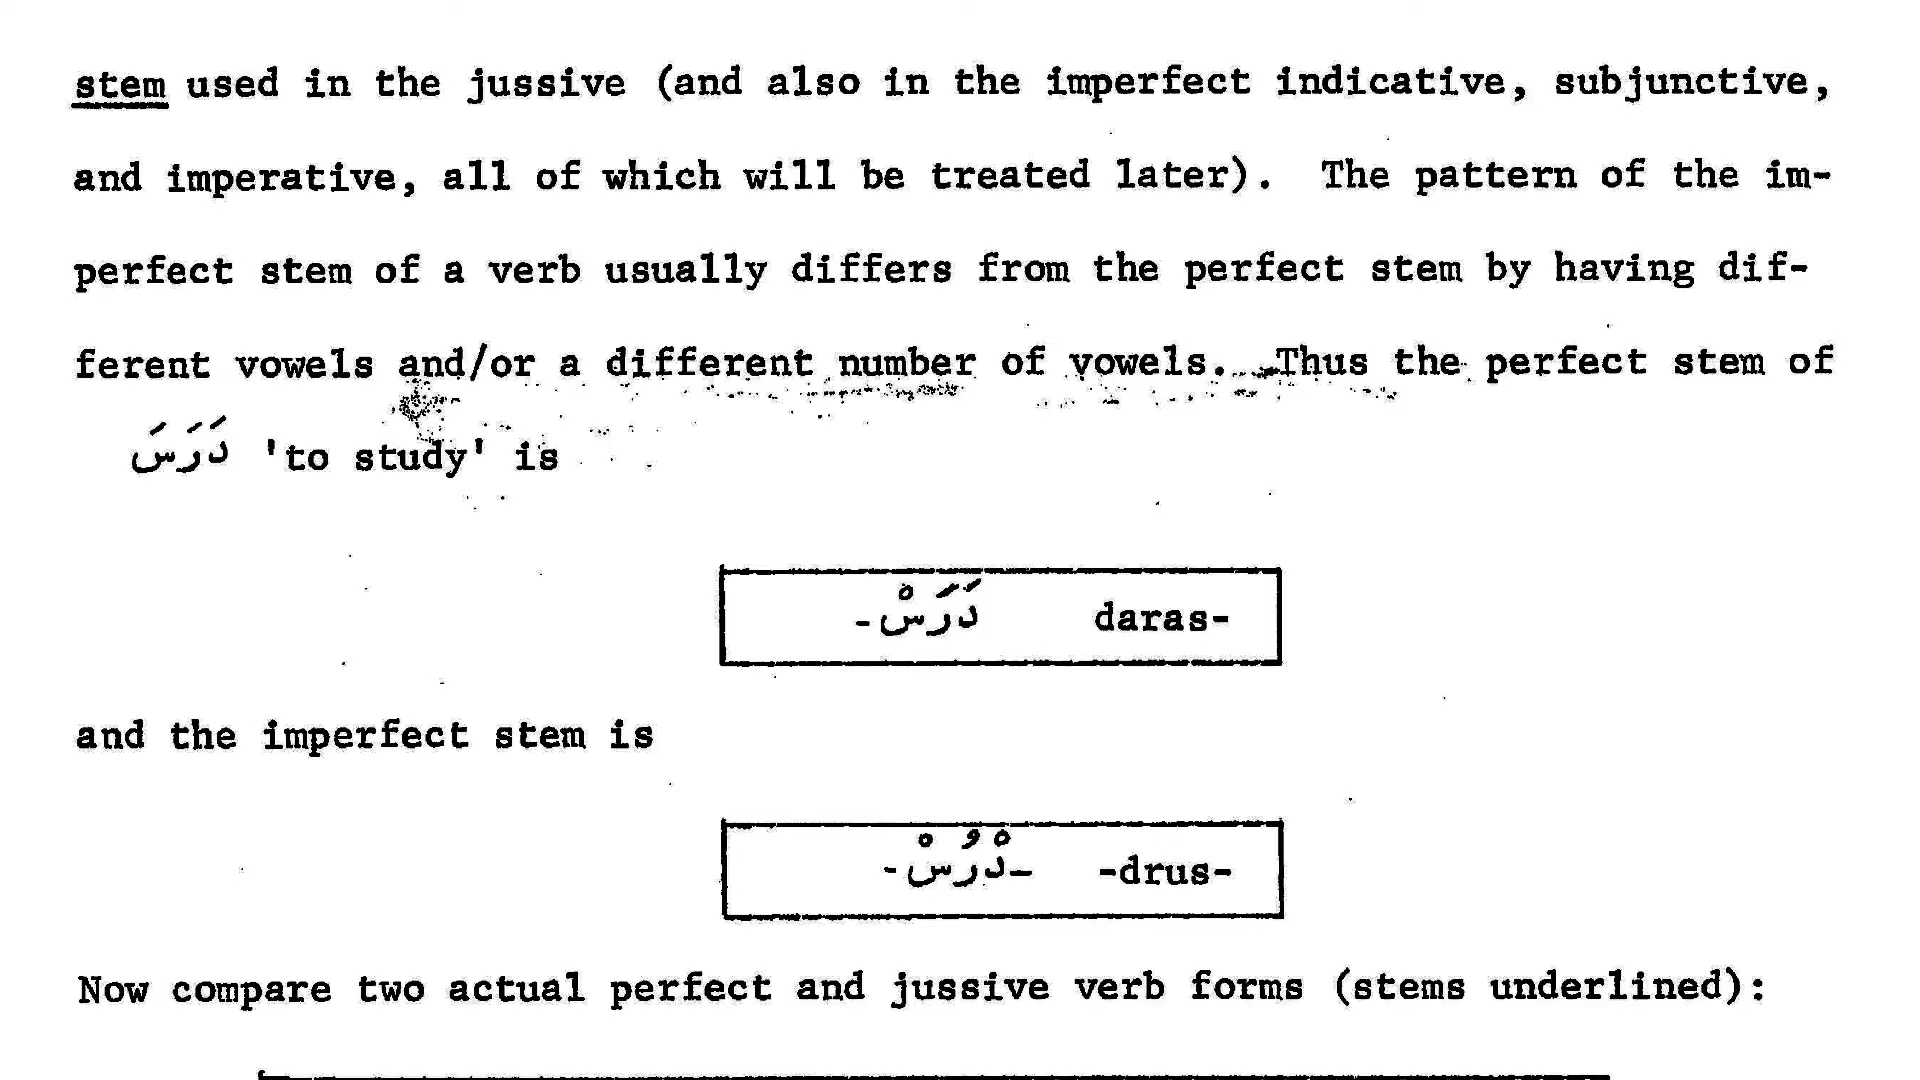 stem used in the jussive (and also in the imperfect indicative, subjunctive,
and imperative, all of which will be treated later). The pattern of the im-
perfect stem of a verb usually differs from the perfect stem by having dif-
ferent vowels and/or a different number of vowels. Thus the perfect stem of
دَرَسَ 'to study' is
دَرَسْ- daras-
and the imperfect stem is
-دْرُسْ- -drus-
Now compare two actual perfect and jussive verb forms (stems underlined):